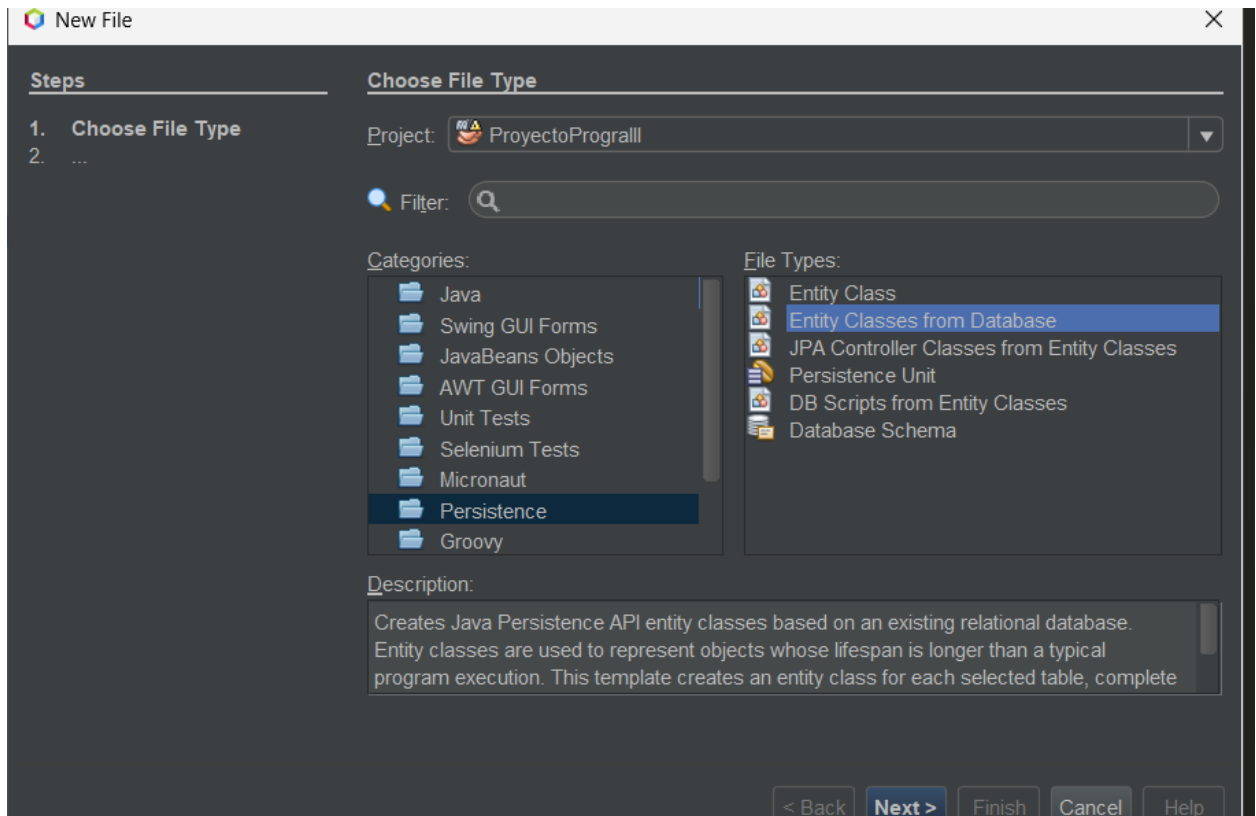 New File
Steps
Choose File Type
1. Choose File Type
2. ...
Project: ProyectoPrograIII
Filter:
Categories:
Java
Swing GUI Forms
JavaBeans Objects
AWT GUI Forms
Unit Tests
Selenium Tests
Micronaut
Persistence
Groovy
File Types:
Entity Class
Entity Classes from Database
JPA Controller Classes from Entity Classes
Persistence Unit
DB Scripts from Entity Classes
Database Schema
Description:
Creates Java Persistence API entity classes based on an existing relational database.
Entity classes are used to represent objects whose lifespan is longer than a typical
program execution. This template creates an entity class for each selected table, complete
< Back Next > Finish Cancel Help